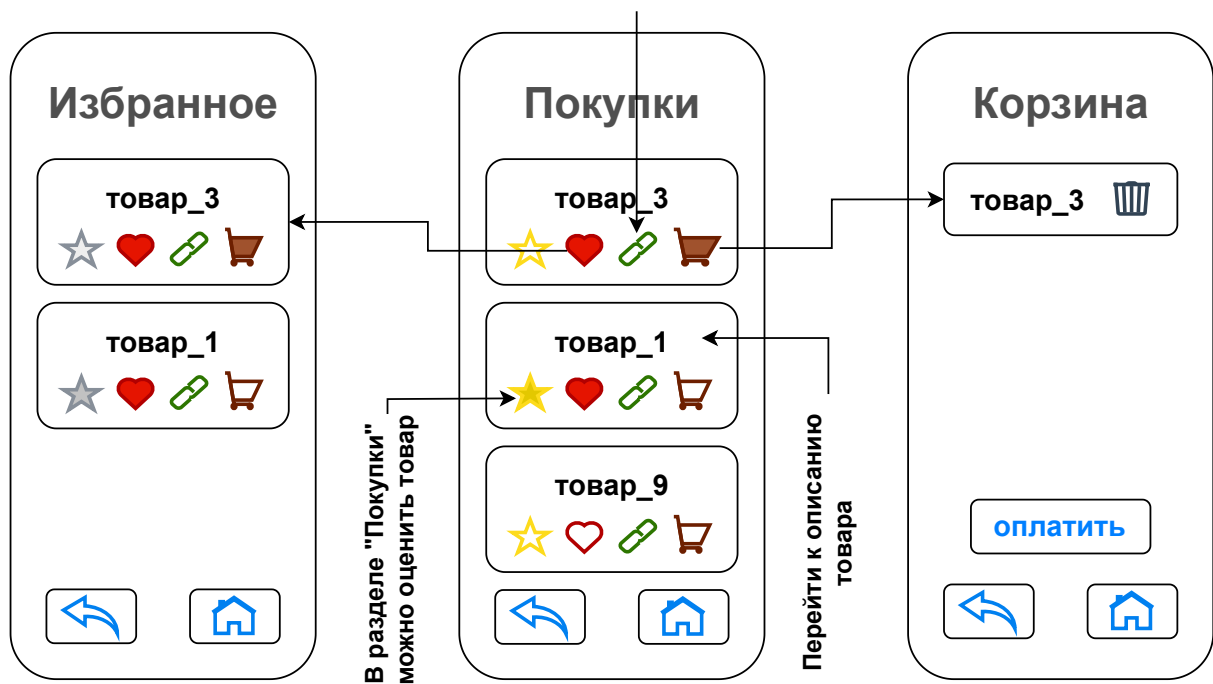 Избранное
товар_3
товар_1
В разделе "Покупки"
можно оценить товар
Покупки
товар_3
товар_1
товар_9
Перейти к описанию
товара
Корзина
товар_3
оплатить